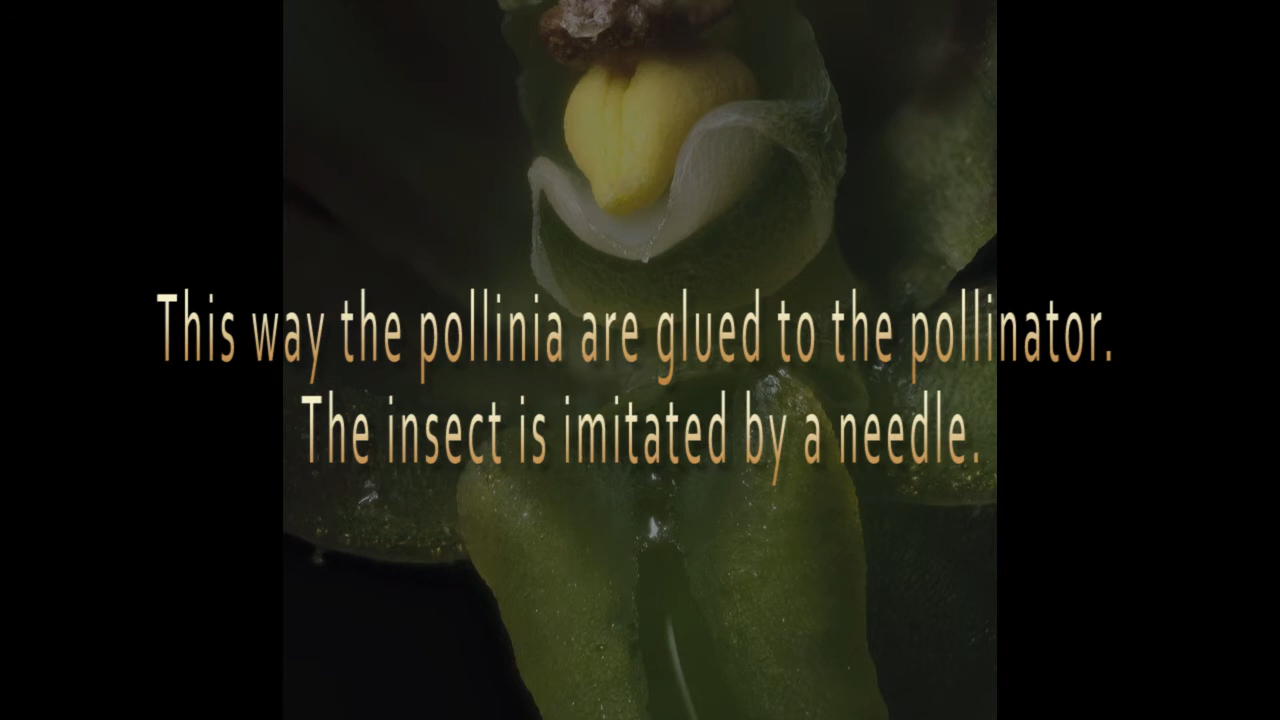 This way the pollinia are glued to the pollinator.
The insect is imitated by a needle.